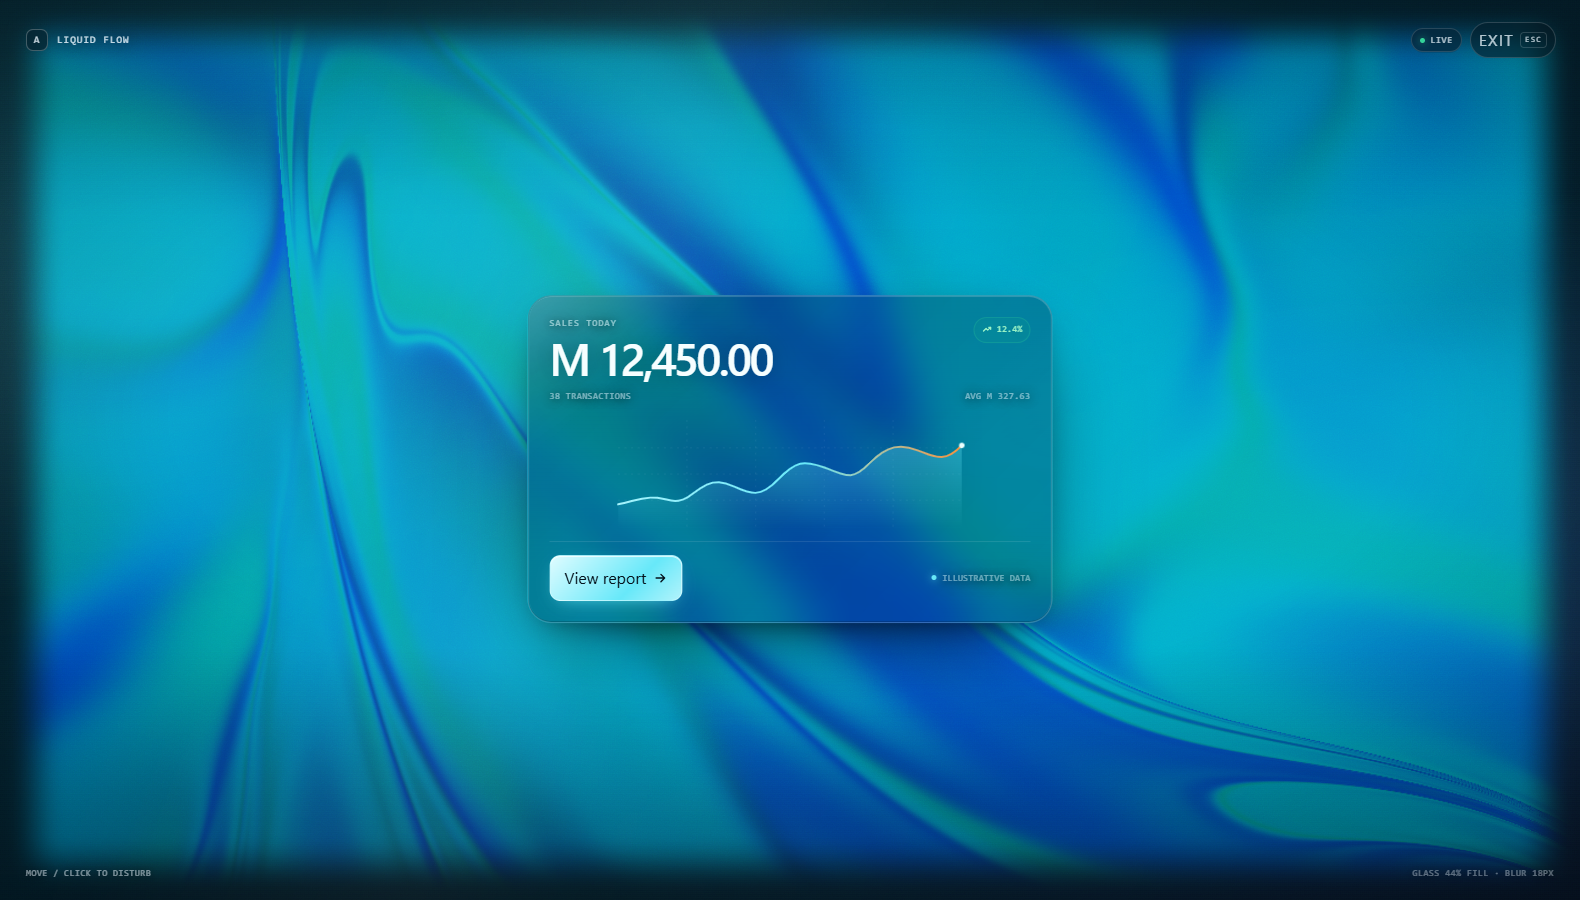 A LIQUID FLOW
LIVE
EXIT ESC
SALES TODAY
12.4%
M 12,450.00
38 TRANSACTIONS
AVG M 327.63
View report →
ILLUSTRATIVE DATA
MOVE / CLICK TO DISTURB
GLASS 44% FILL · BLUR 18PX